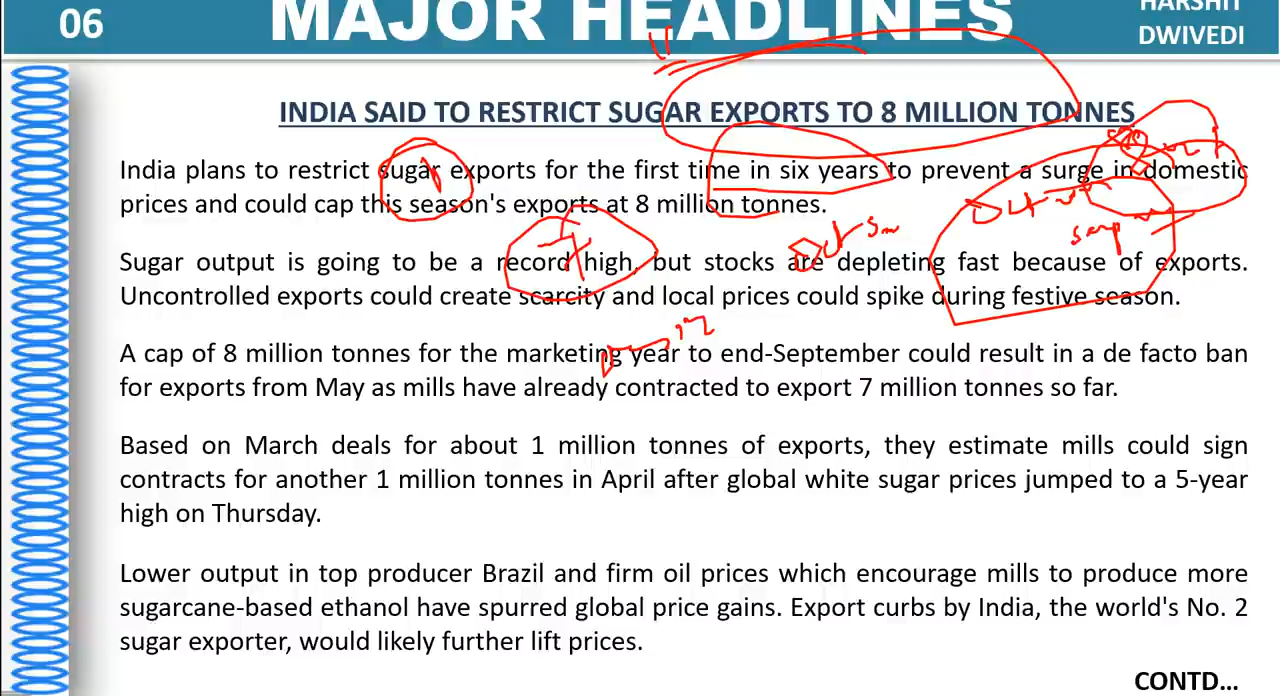 06
MAJOR HEADLINES
HARSHIT
DWIVEDI
INDIA SAID TO RESTRICT SUGAR EXPORTS TO 8 MILLION TONNES
India plans to restrict sugar exports for the first time in six years to prevent a surge in domestic
prices and could cap this season's exports at 8 million tonnes.
Sugar output is going to be a record high, but stocks are depleting fast because of exports.
Uncontrolled exports could create scarcity and local prices could spike during festive season.
A cap of 8 million tonnes for the marketing year to end-September could result in a de facto ban
for exports from May as mills have already contracted to export 7 million tonnes so far.
Based on March deals for about 1 million tonnes of exports, they estimate mills could sign
contracts for another 1 million tonnes in April after global white sugar prices jumped to a 5-year
high on Thursday.
Lower output in top producer Brazil and firm oil prices which encourage mills to produce more
sugarcane-based ethanol have spurred global price gains. Export curbs by India, the world's No. 2
sugar exporter, would likely further lift prices.
CONTD...